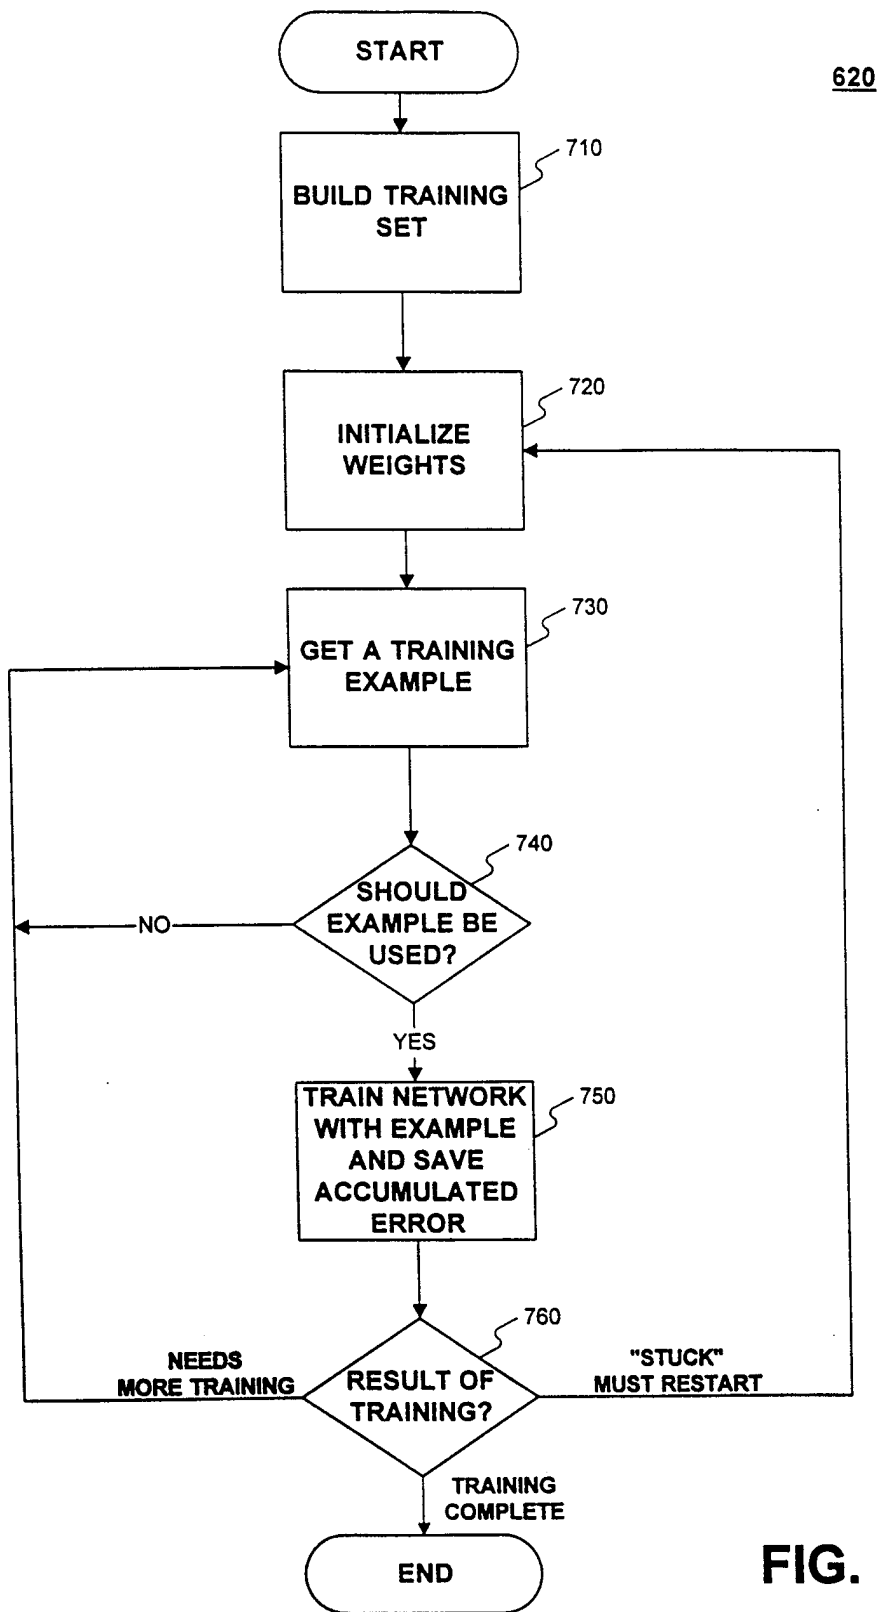 START
620
710
BUILD TRAINING
SET
720
INITIALIZE
WEIGHTS
730
GET A TRAINING
EXAMPLE
740
SHOULD
EXAMPLE BE
USED?
NO
YES
750
TRAIN NETWORK
WITH EXAMPLE
AND SAVE
ACCUMULATED
ERROR
760
NEEDS
MORE TRAINING
RESULT OF
TRAINING?
"STUCK"
MUST RESTART
TRAINING
COMPLETE
END
FIG.